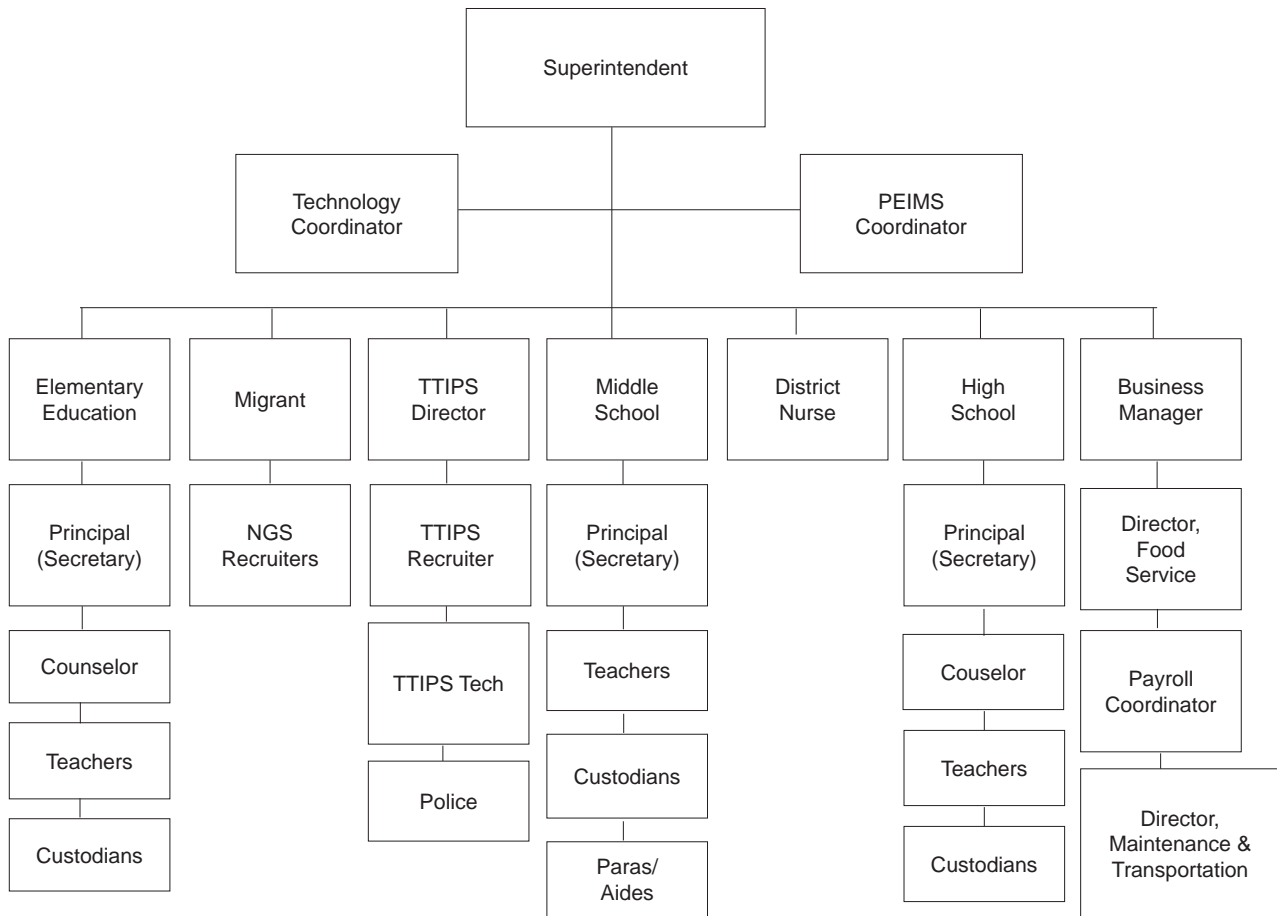 Superintendent
Technology
Coordinator
PEIMS
Coordinator
Elementary
Education
Migrant
TTIPS
Director
Middle
School
District
Nurse
High
School
Business
Manager
Principal
(Secretary)
NGS
Recruiters
TTIPS
Recruiter
Principal
(Secretary)
Principal
(Secretary)
Director,
Food
Service
Counselor
TTIPS Tech
Teachers
Couselor
Payroll
Coordinator
Teachers
Police
Custodians
Teachers
Director,
Maintenance &
Transportation
Custodians
Paras/
Aides
Custodians